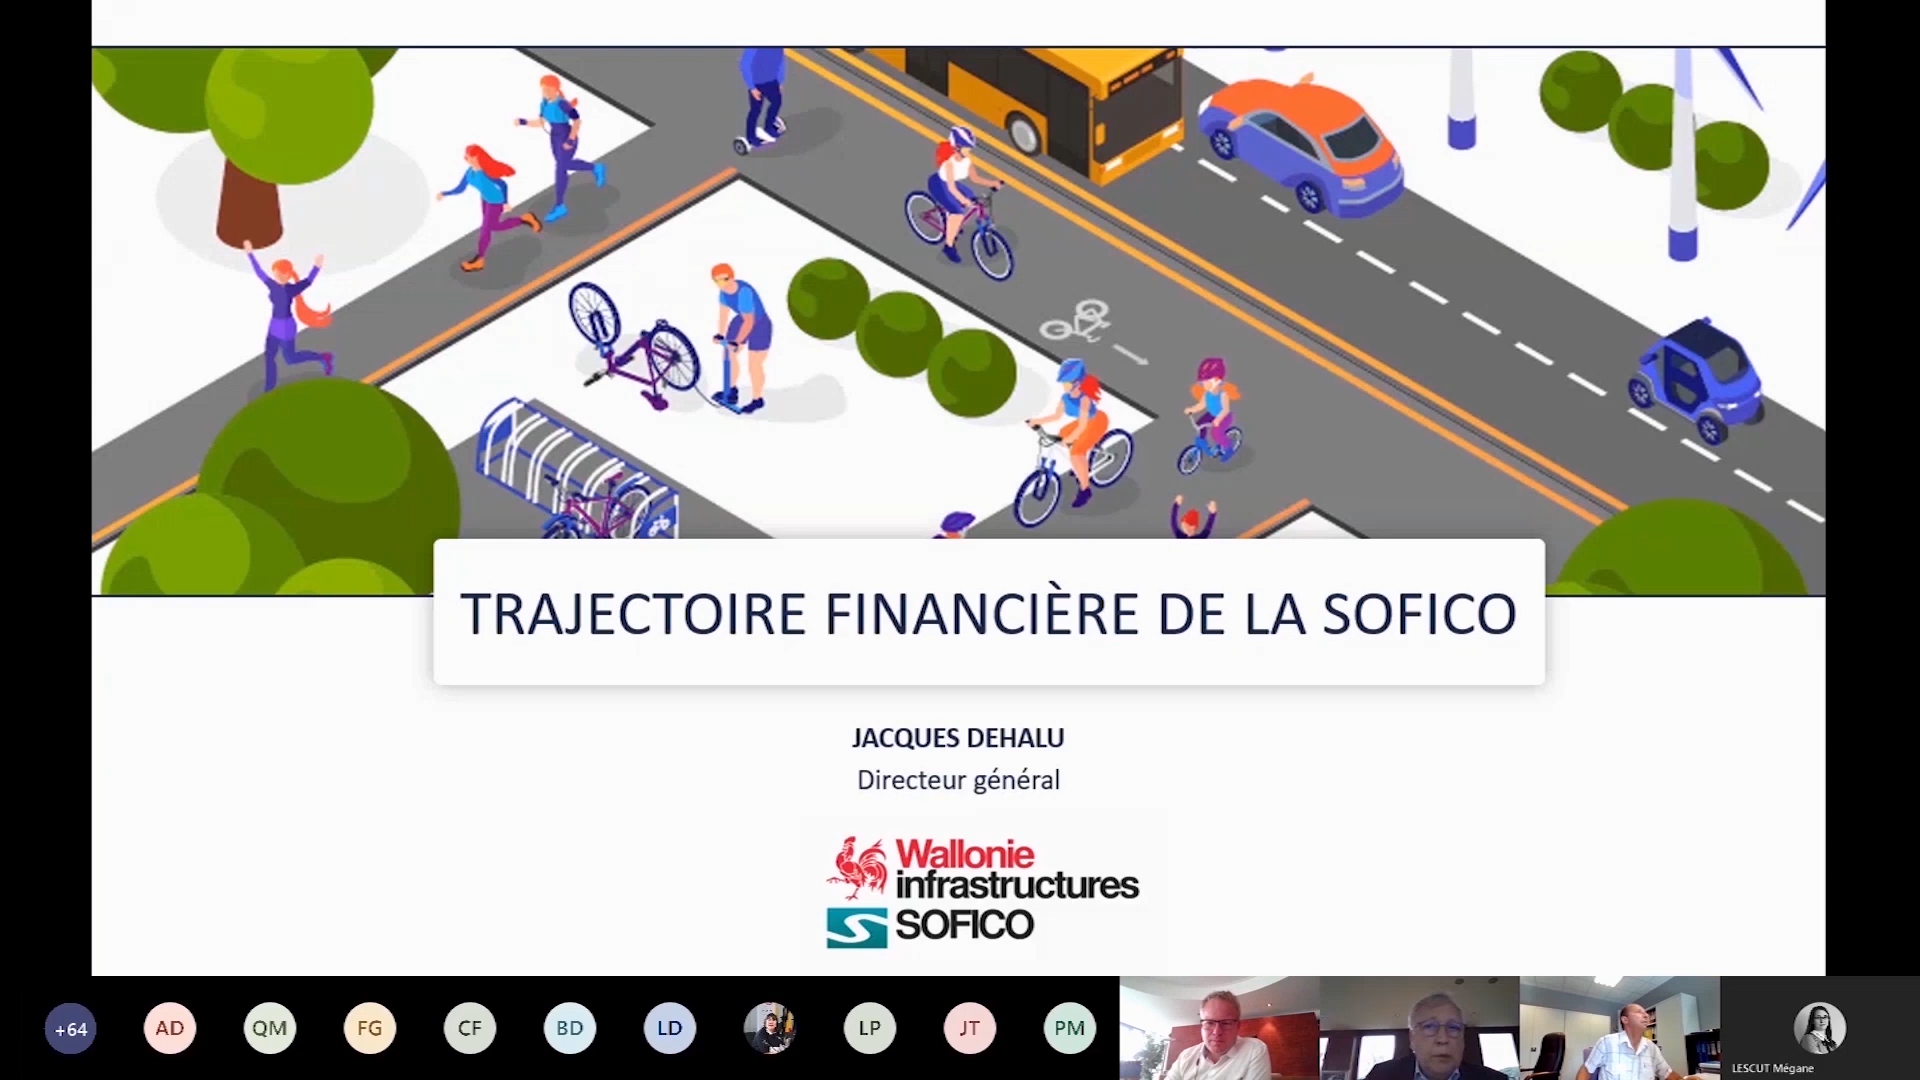 TRAJECTOIRE FINANCIÈRE DE LA SOFICO
JACQUES DEHALU
Directeur général
Wallonie
infrastructures
SOFICO
+64
AD
QM
FG
CF
BD
LD
LP
JT
PM
LESCUT Mégane